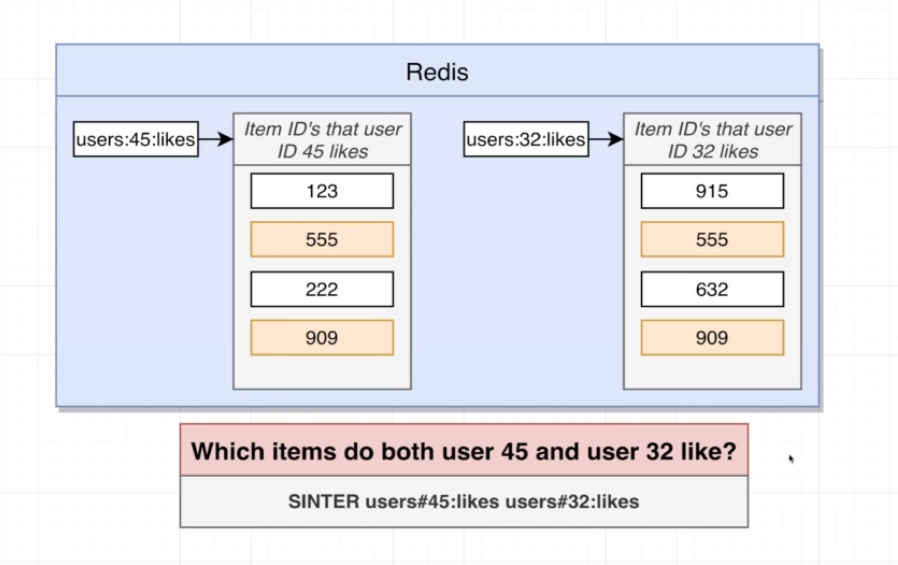 Redis
users:45:likes
Item ID's that user
ID 45 likes
123
555
222
909
users:32:likes
Item ID's that user
ID 32 likes
915
555
632
909
Which items do both user 45 and user 32 like?
SINTER users#45:likes users#32:likes